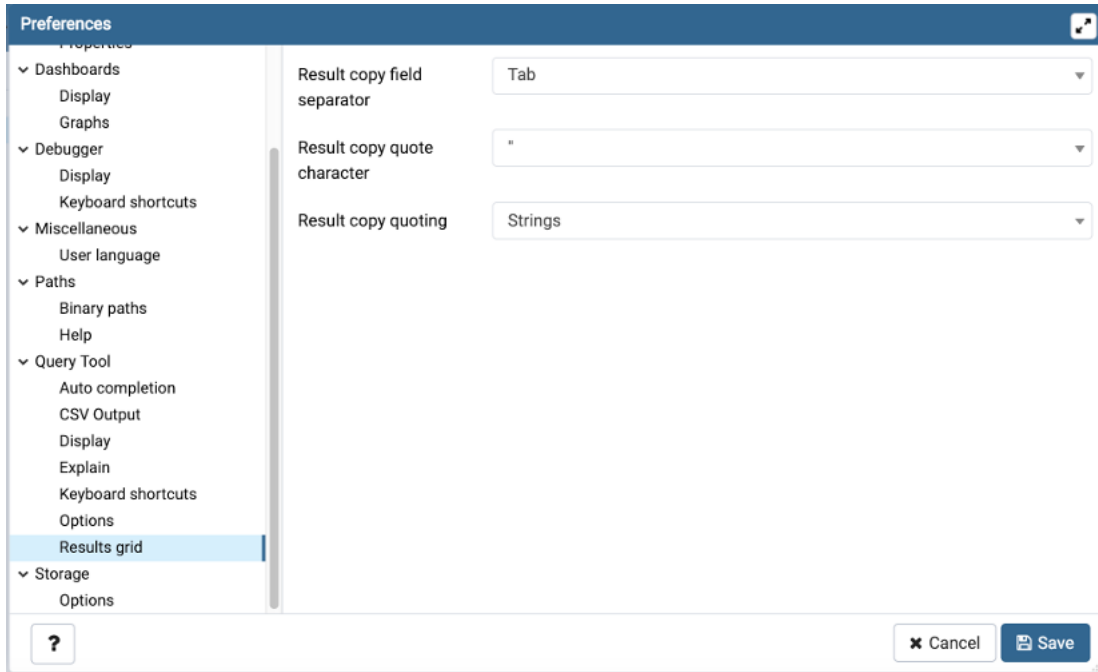 Preferences
Properties
Dashboards
Display
Graphs
Debugger
Display
Keyboard shortcuts
Miscellaneous
User language
Paths
Binary paths
Help
Query Tool
Auto completion
CSV Output
Display
Explain
Keyboard shortcuts
Options
Results grid
Storage
Options
Result copy field
separator
Tab
Result copy quote
character
"
Result copy quoting
Strings
?
Cancel
Save